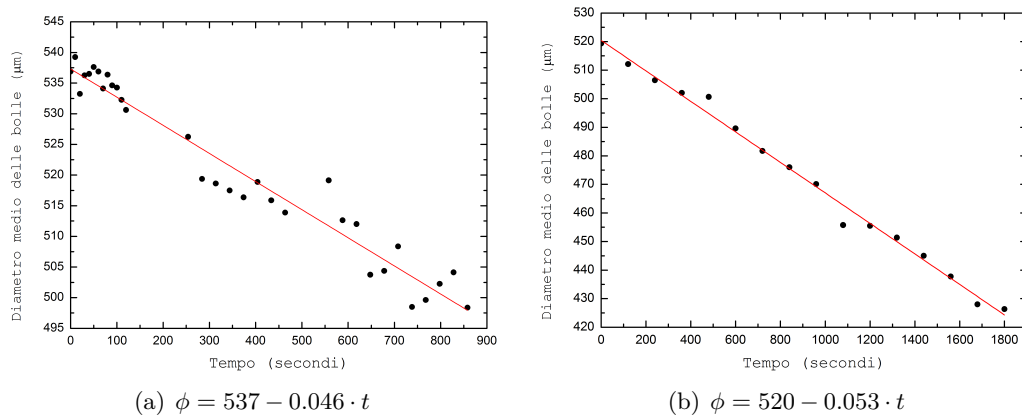 Diametro medio delle bolle (μm)
545
540
535
530
525
520
515
510
505
500
495
0 100 200 300 400 500 600 700 800 900
Tempo (secondi)
(a) ϕ = 537 − 0.046 · t
Diametro medio delle bolle (μm)
530
520
510
500
490
480
470
460
450
440
430
420
0 200 400 600 800 1000 1200 1400 1600 1800
Tempo (secondi)
(b) ϕ = 520 − 0.053 · t